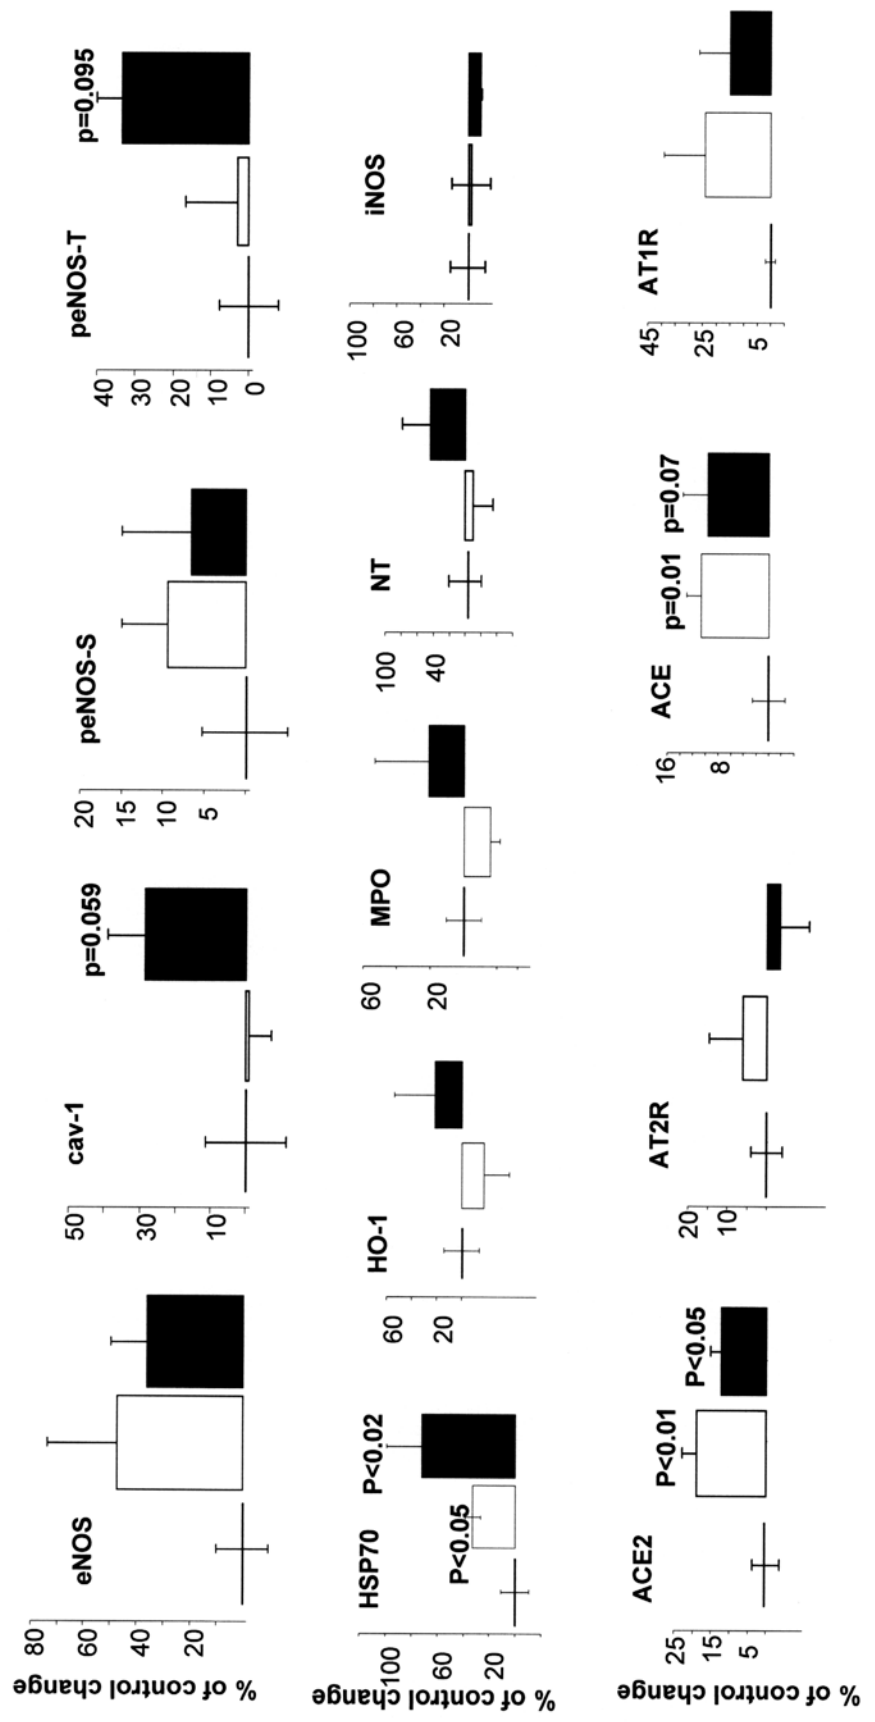 % of control change
80
60
40
20
eNOS
50
30
10
cav-1
p=0.059
20
15
10
5
peNOS-S
40
30
20
10
0
peNOS-T
p=0.095
% of control change
100
60
20
HSP70
P<0.05
P<0.02
60
20
HO-1
60
20
MPO
100
40
NT
100
60
20
iNOS
% of control change
25
15
5
ACE2
P<0.01
P<0.05
20
10
AT2R
16
8
ACE
p=0.01
p=0.07
45
25
5
AT1R